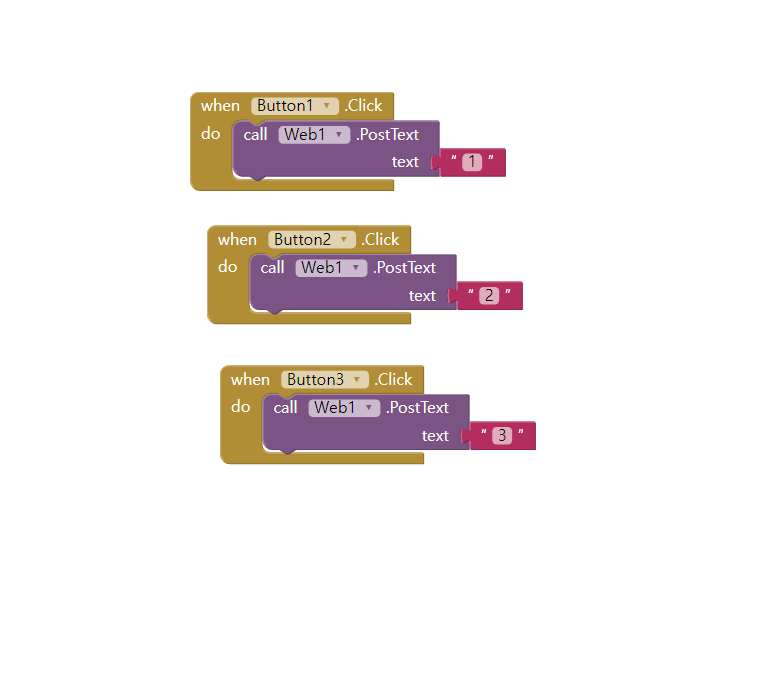 when Button1 .Click
do call Web1 .PostText
text " 1 "
when Button2 .Click
do call Web1 .PostText
text " 2 "
when Button3 .Click
do call Web1 .PostText
text " 3 "